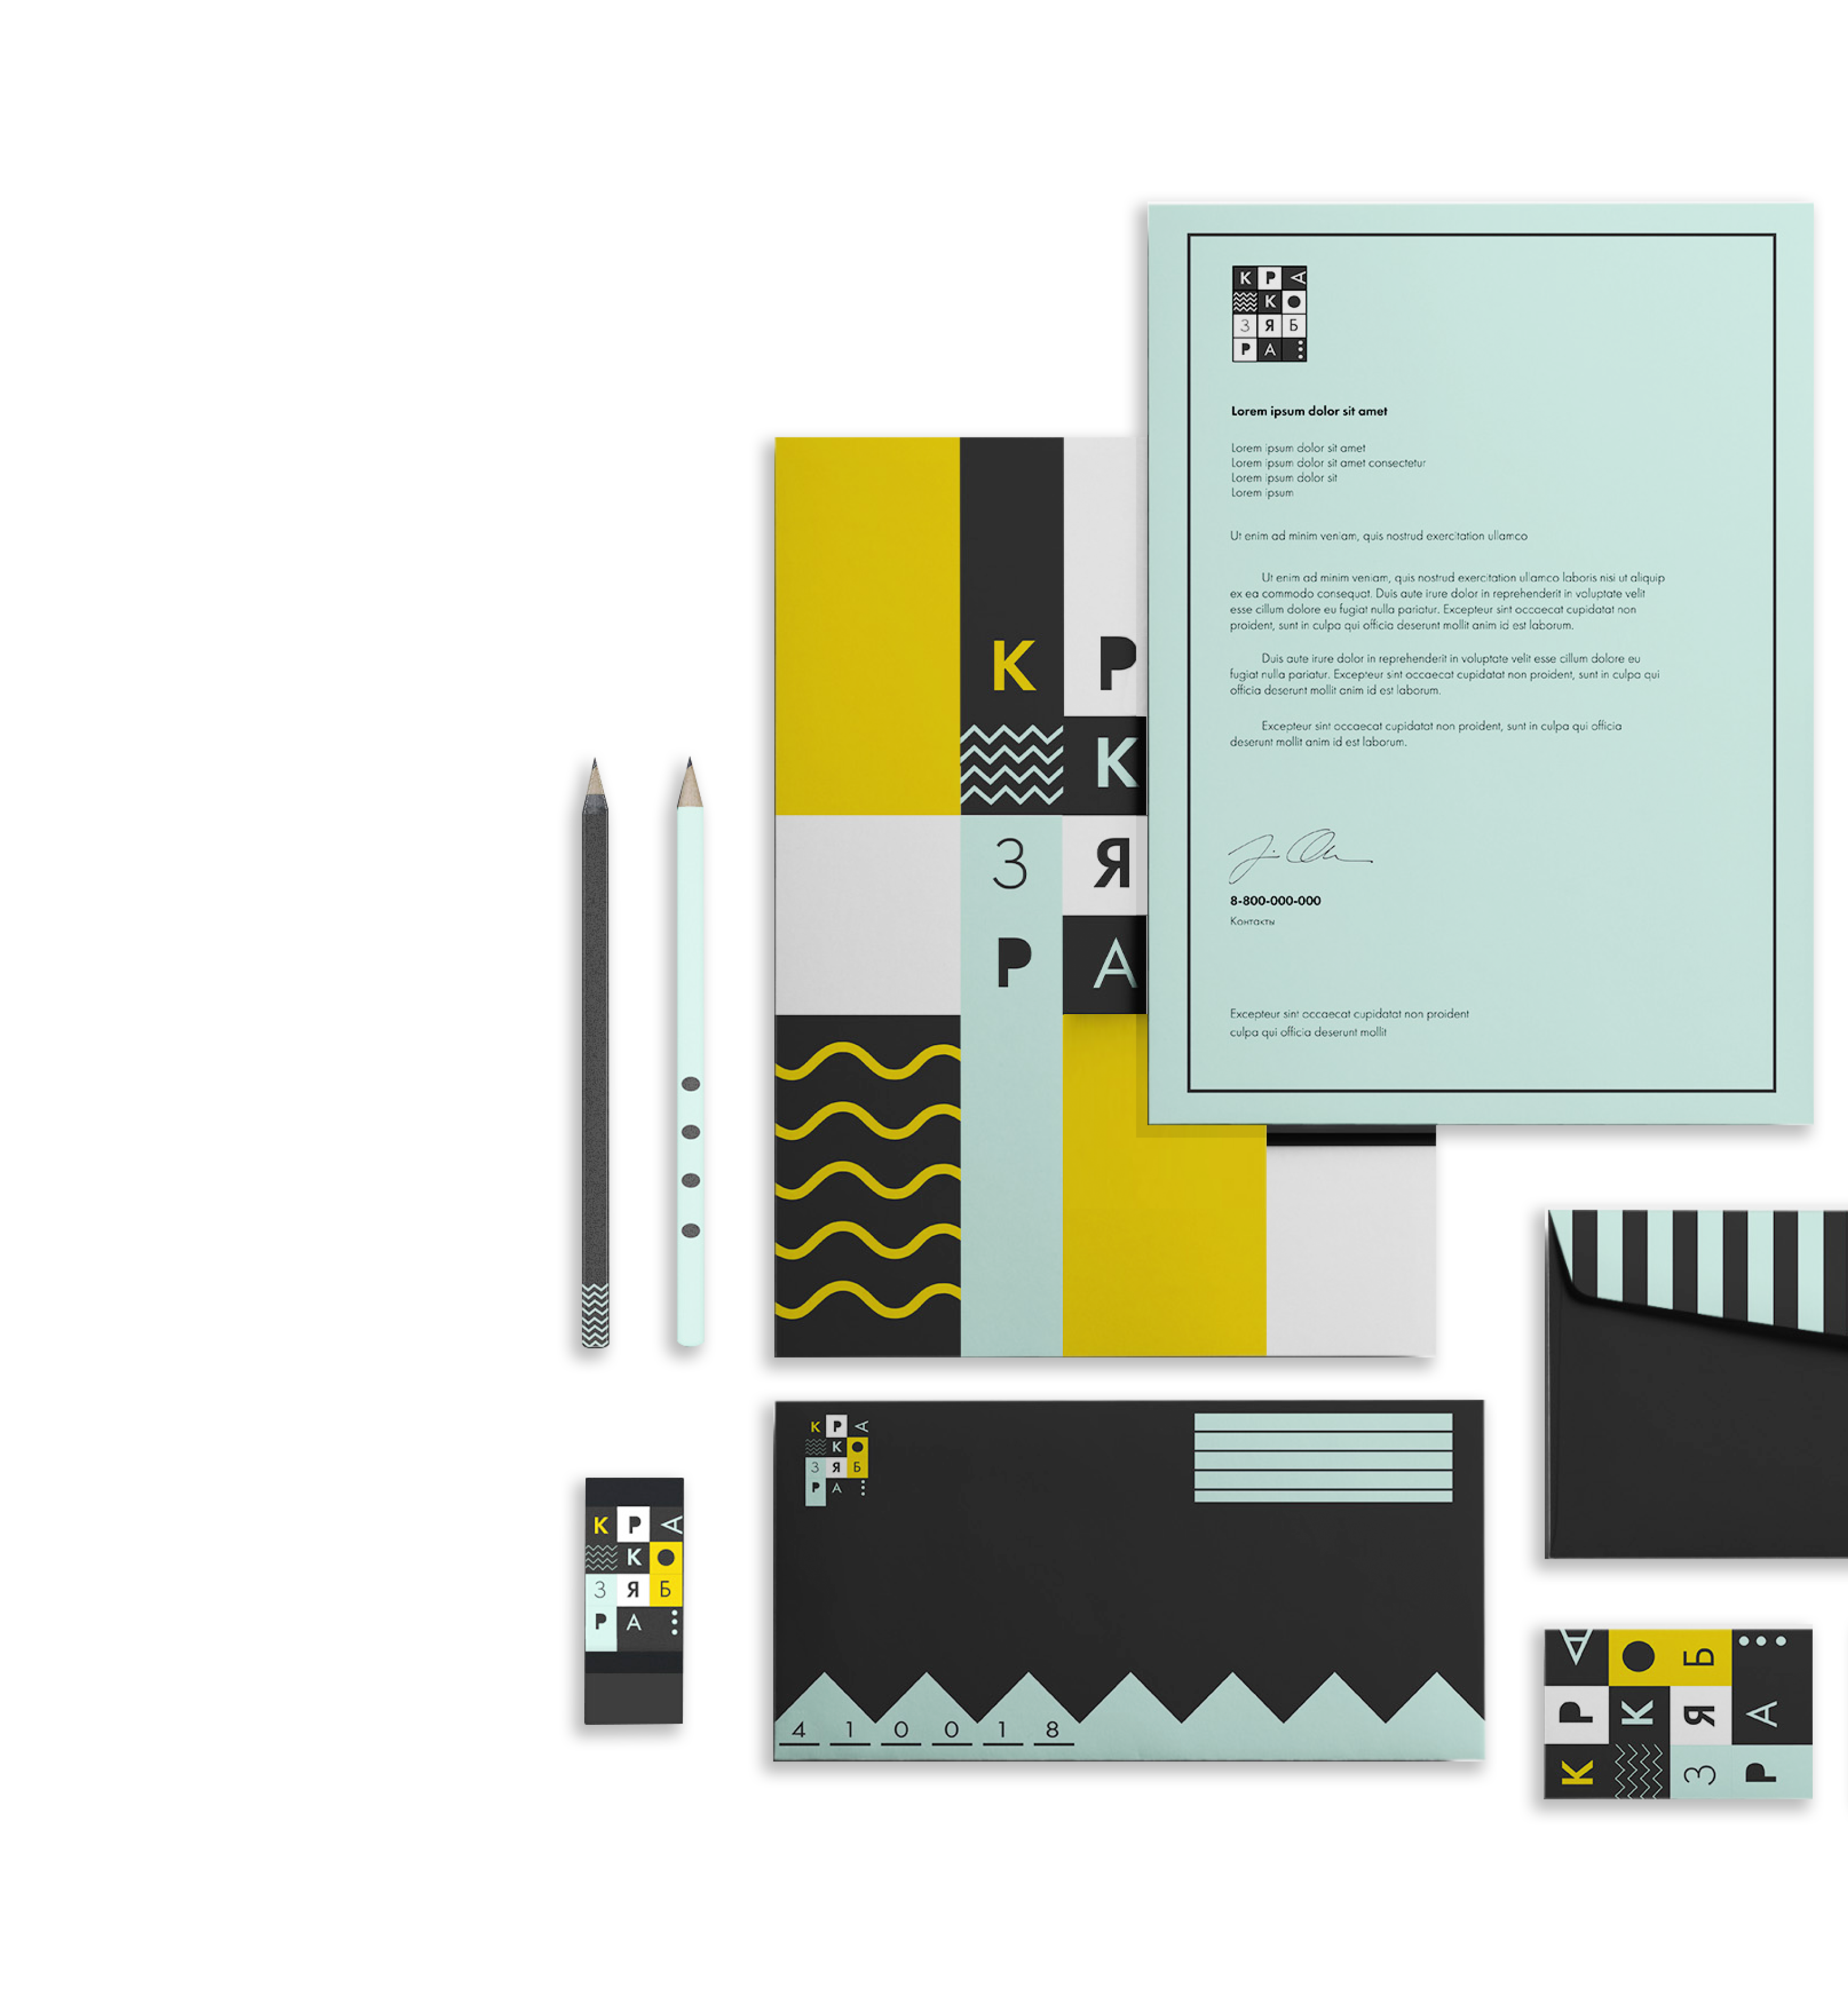 К Р А
К О
З Я Б
Р А
Lorem ipsum dolor sit amet
Lorem ipsum dolor sit amet
Lorem ipsum dolor sit amet consectetur
Lorem ipsum dolor sit
Lorem ipsum
Ut enim ad minim veniam, quis nostrud exercitation ullamco
Ut enim ad minim veniam, quis nostrud exercitation ullamco laboris nisi ut aliquip
ex ea commodo consequat. Duis aute irure dolor in reprehenderit in voluptate velit
esse cillum dolore eu fugiat nulla pariatur. Excepteur sint occaecat cupidatat non
proident, sunt in culpa qui officia deserunt mollit anim id est laborum.
Duis aute irure dolor in reprehenderit in voluptate velit esse cillum dolore eu
fugiat nulla pariatur. Excepteur sint occaecat cupidatat non proident, sunt in culpa qui
officia deserunt mollit anim id est laborum.
Excepteur sint occaecat cupidatat non proident, sunt in culpa qui officia
deserunt mollit anim id est laborum.
8-800-000-000
Контакты
Excepteur sint occaecat cupidatat non proident
culpa qui officia deserunt mollit
К Р
К
З Я
Р А
К Р А
К О
З Я Б
Р А
4 1 0 0 1 8
К Р А
К О
З Я Б
Р А
К Р А
К О
З Я Б
Р А